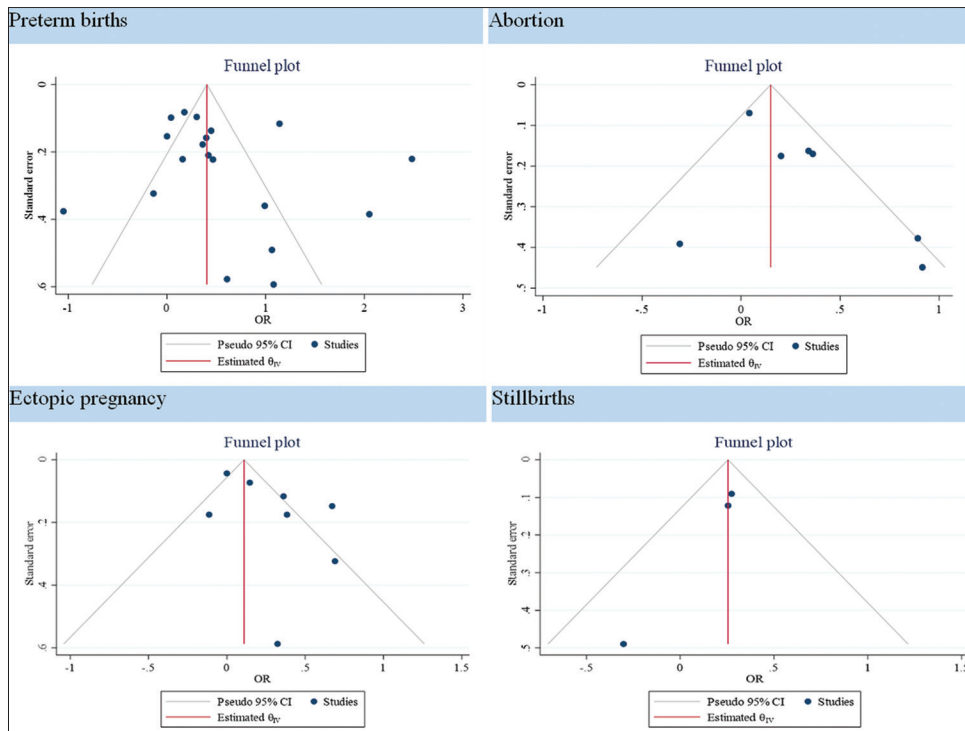 Preterm births
Funnel plot
Standard error
0
.2
.4
.6
-1 0 1 2 3
OR
Pseudo 95% CI Studies
Estimated θIV
Abortion
Funnel plot
Standard error
0
.1
.2
.3
.4
.5
-1 -.5 0 .5 1
OR
Pseudo 95% CI Studies
Estimated θIV
Ectopic pregnancy
Funnel plot
Standard error
0
.2
.4
.6
-1 -.5 0 .5 1 1.5
OR
Pseudo 95% CI Studies
Estimated θIV
Stillbirths
Funnel plot
Standard error
0
.1
.2
.3
.4
.5
-.5 0 .5 1 1.5
OR
Pseudo 95% CI Studies
Estimated θIV